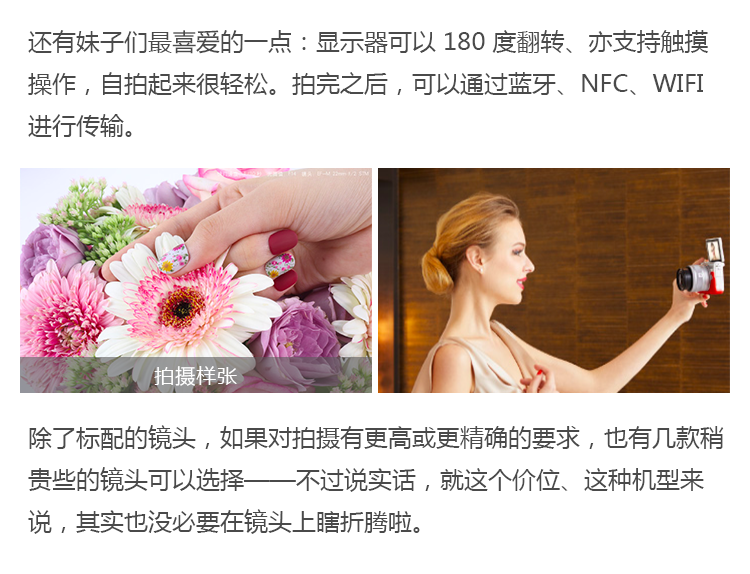 还有妹子们最喜爱的一点：显示器可以 180 度翻转、亦支持触摸
操作，自拍起来很轻松。拍完之后，可以通过蓝牙、NFC、WIFI
进行传输。
拍摄样张
除了标配的镜头，如果对拍摄有更高或更精确的要求，也有几款稍
贵些的镜头可以选择——不过说实话，就这个价位、这种机型来
说，其实也没必要在镜头上瞎折腾啦。